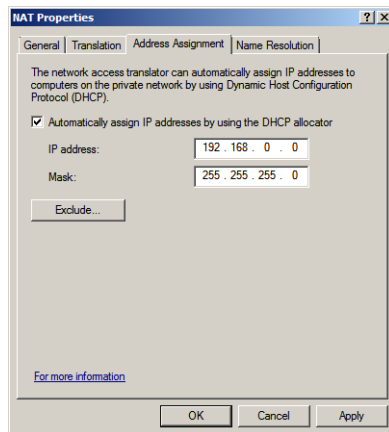 NAT Properties
General Translation Address Assignment Name Resolution
The network access translator can automatically assign IP addresses to
computers on the private network by using Dynamic Host Configuration
Protocol (DHCP).
Automatically assign IP addresses by using the DHCP allocator
IP address: 192 . 168 . 0 . 0
Mask: 255 . 255 . 255 . 0
Exclude...
For more information
OK Cancel Apply